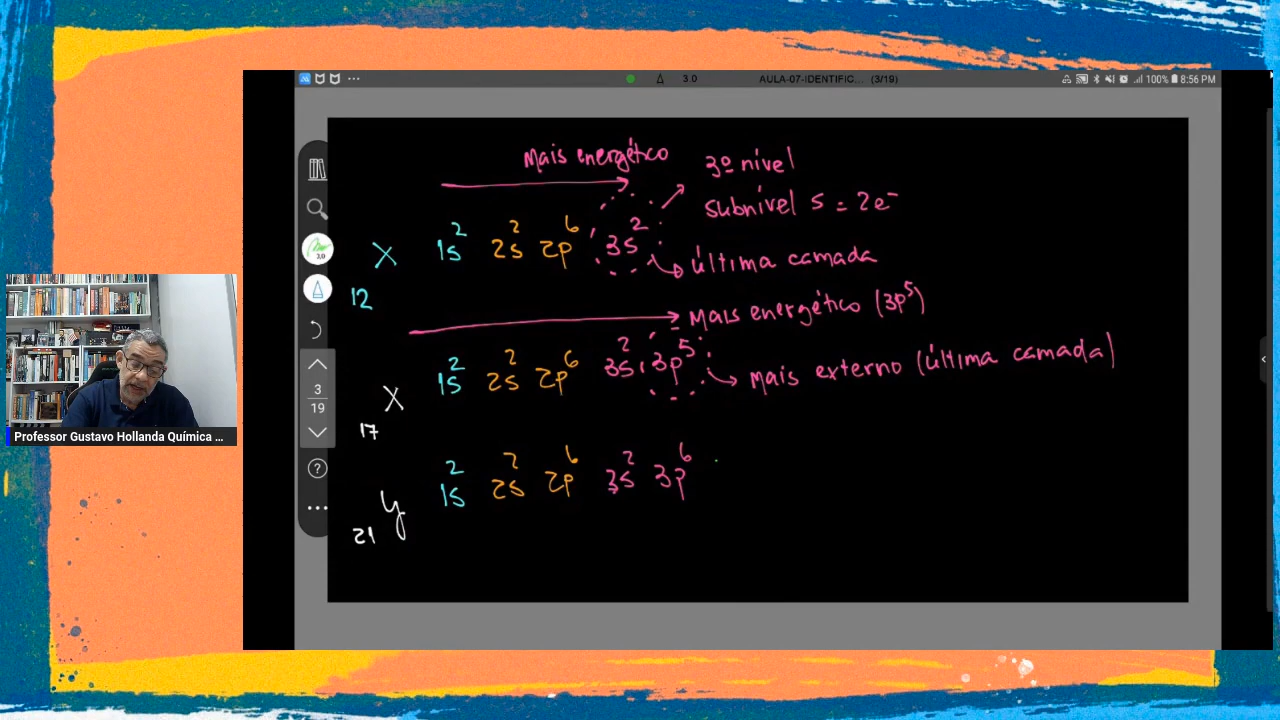 3.0 AULA-07-IDENTIFIC... (3/19) 100% 8:56 PM
Mais energético
3º nível
Subnível s = 2e⁻
12 X 1s² 2s² 2p⁶ 3s²
última camada
Mais energético (3p⁵)
17 X 1s² 2s² 2p⁶ 3s² 3p⁵
Mais externo (última camada)
21 y 1s² 2s² 2p⁶ 3s² 3p⁶
3.0
3
19
?
Professor Gustavo Hollanda Química ...